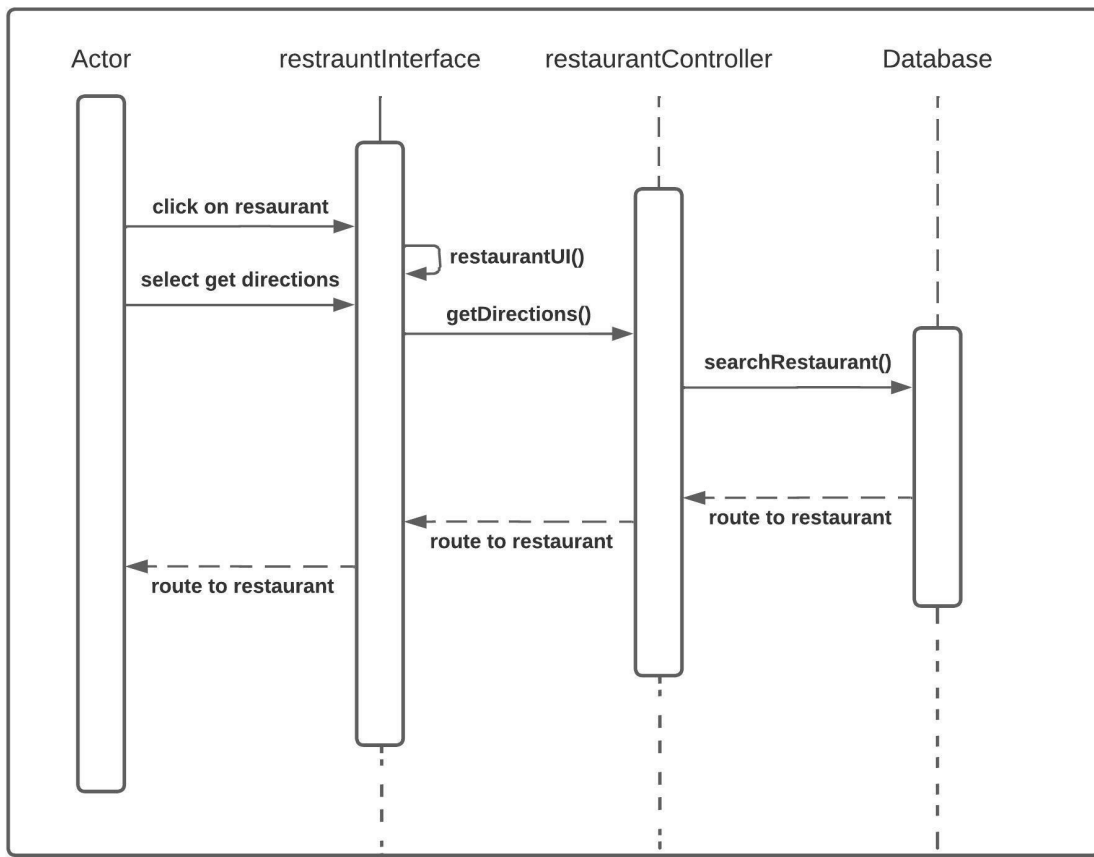 Actor
restrauntInterface
restaurantController
Database
click on resaurant
restaurantUI()
select get directions
getDirections()
searchRestaurant()
route to restaurant
route to restaurant
route to restaurant